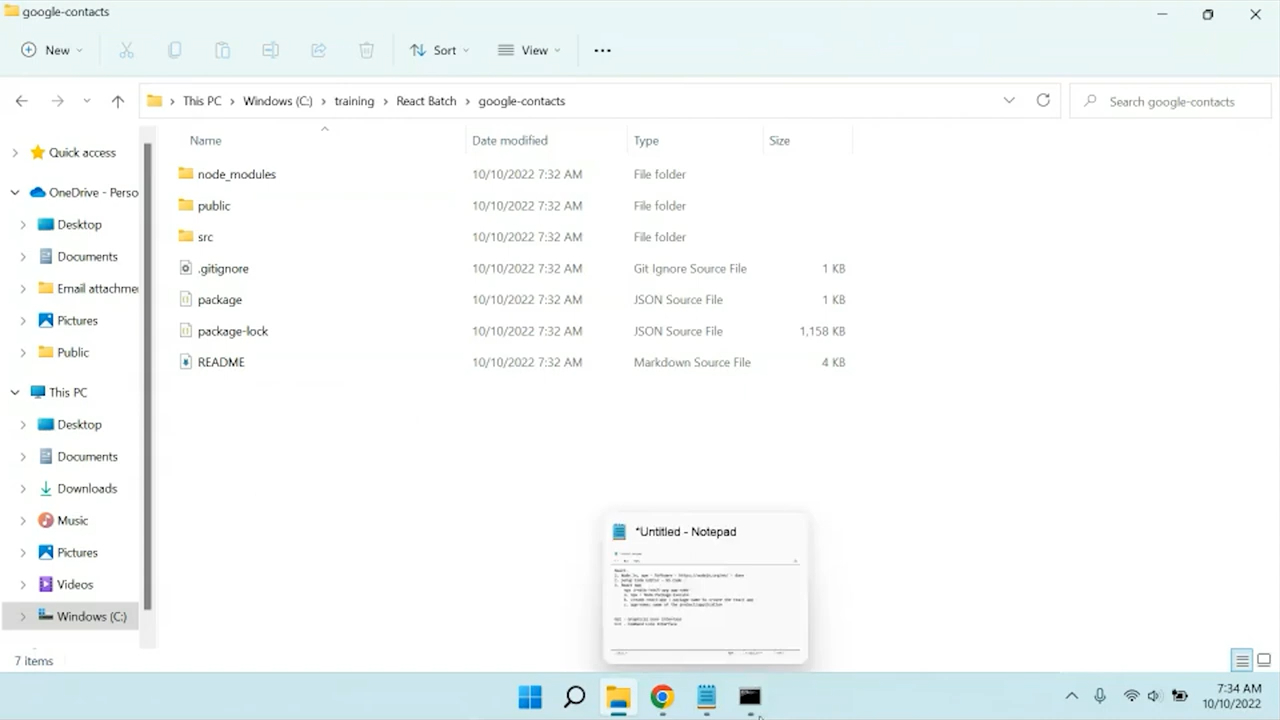 google-contacts
New
Sort
View
This PC > Windows (C:) > training > React Batch > google-contacts
Search google-contacts
Name Date modified Type Size
Quick access
OneDrive - Perso
Desktop
Documents
Email attachme
Pictures
Public
This PC
Desktop
Documents
Downloads
Music
Pictures
Videos
Windows (C:)
node_modules 10/10/2022 7:32 AM File folder
public 10/10/2022 7:32 AM File folder
src 10/10/2022 7:32 AM File folder
.gitignore 10/10/2022 7:32 AM Git Ignore Source File 1 KB
package 10/10/2022 7:32 AM JSON Source File 1 KB
package-lock 10/10/2022 7:32 AM JSON Source File 1,158 KB
README 10/10/2022 7:32 AM Markdown Source File 4 KB
*Untitled - Notepad
7 items
7:34 AM
10/10/2022